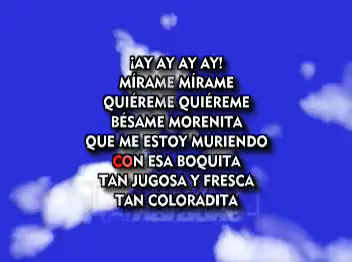 ¡AY AY AY AY!
MÍRAME MÍRAME
QUIÉREME QUIÉREME
BÉSAME MORENITA
QUE ME ESTOY MURIENDO
CON ESA BOQUITA
TAN JUGOSA Y FRESCA
TAN COLORADITA